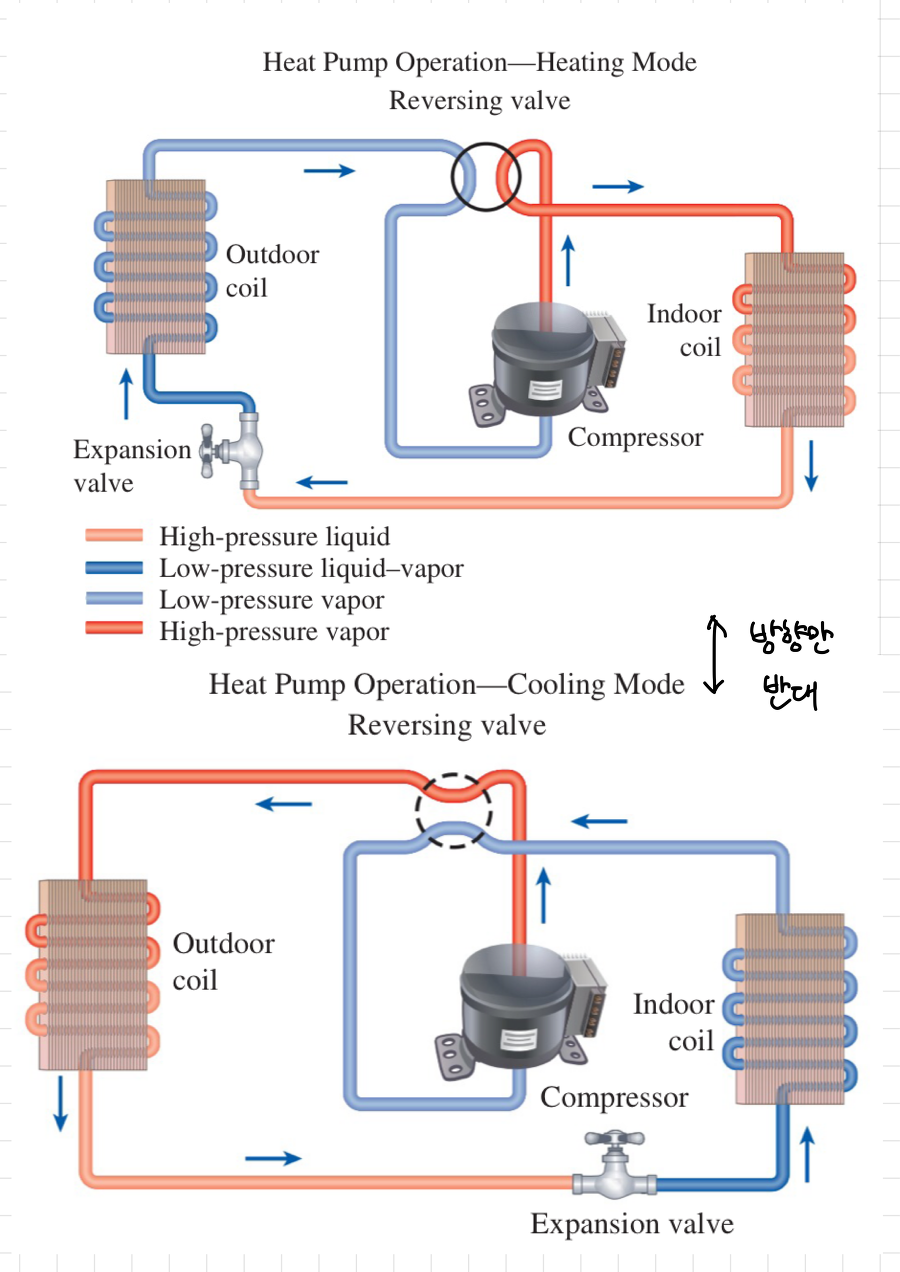 Heat Pump Operation—Heating Mode
Reversing valve
Outdoor
coil
Indoor
coil
Compressor
Expansion
valve
High-pressure liquid
Low-pressure liquid–vapor
Low-pressure vapor
High-pressure vapor
방향만
반대
Heat Pump Operation—Cooling Mode
Reversing valve
Outdoor
coil
Indoor
coil
Compressor
Expansion valve